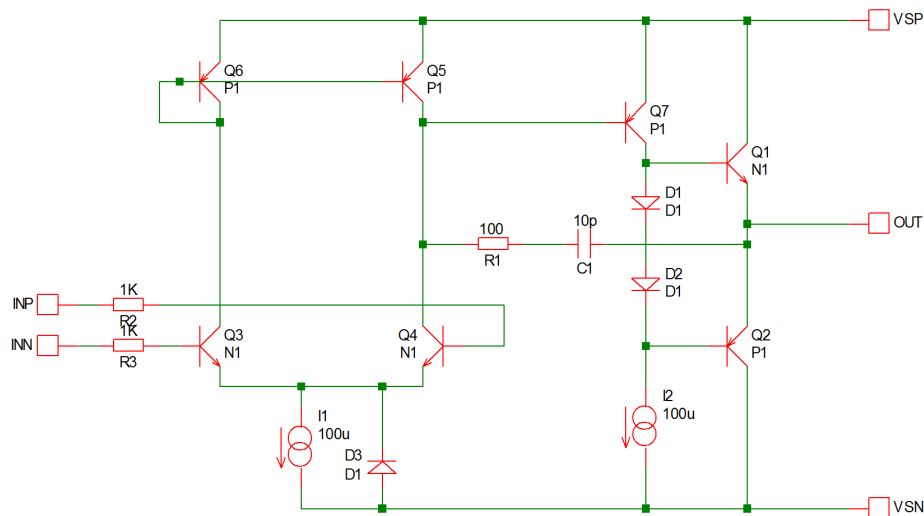 VSP
Q6
P1
Q5
P1
Q7
P1
Q1
N1
D1
D1
OUT
100
R1
10p
C1
D2
D1
INP
1K
R2
INN
1K
R3
Q3
N1
Q4
N1
Q2
P1
I1
100u
D3
D1
I2
100u
VSN